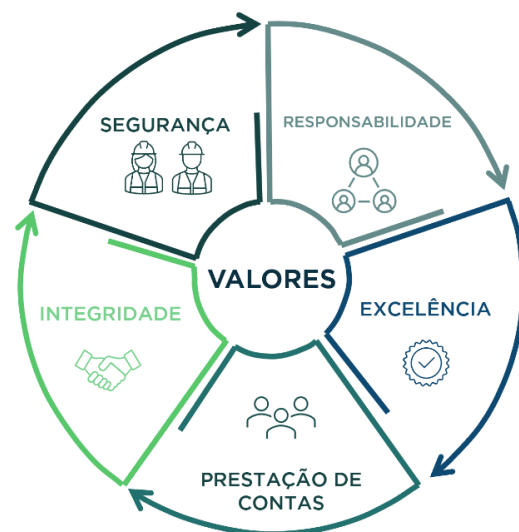 SEGURANÇA
RESPONSABILIDADE
VALORES
INTEGRIDADE
EXCELÊNCIA
PRESTAÇÃO DE
CONTAS